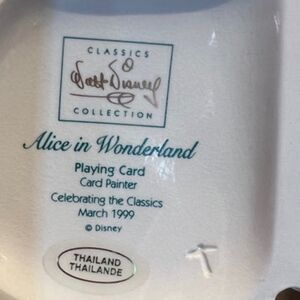 CLASSICS
Walt Disney
COLLECTION
Alice in Wonderland
Playing Card
Card Painter
Celebrating the Classics
March 1999
© Disney
THAILAND
THAILANDE